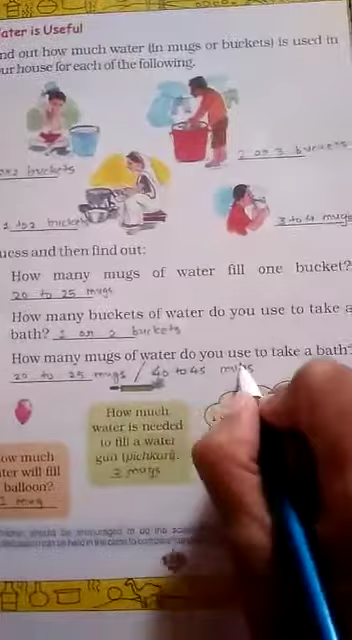 ater is Useful
nd out how much water (in mugs or buckets) is used in
our house for each of the following.
2 or 3 buckets
or 2 buckets
1 to 2 buckets
3 to 4 mugs
uess and then find out:
How many mugs of water fill one bucket?
20 to 25 mugs
How many buckets of water do you use to take a
bath? 1 or 2 buckets
How many mugs of water do you use to take a bath?
20 to 25 mugs / 40 to 45 mugs
How much
water is needed
to fill a water
gun (pichkari).
2 mugs
ow much
ter will fill
balloon?
1 mug